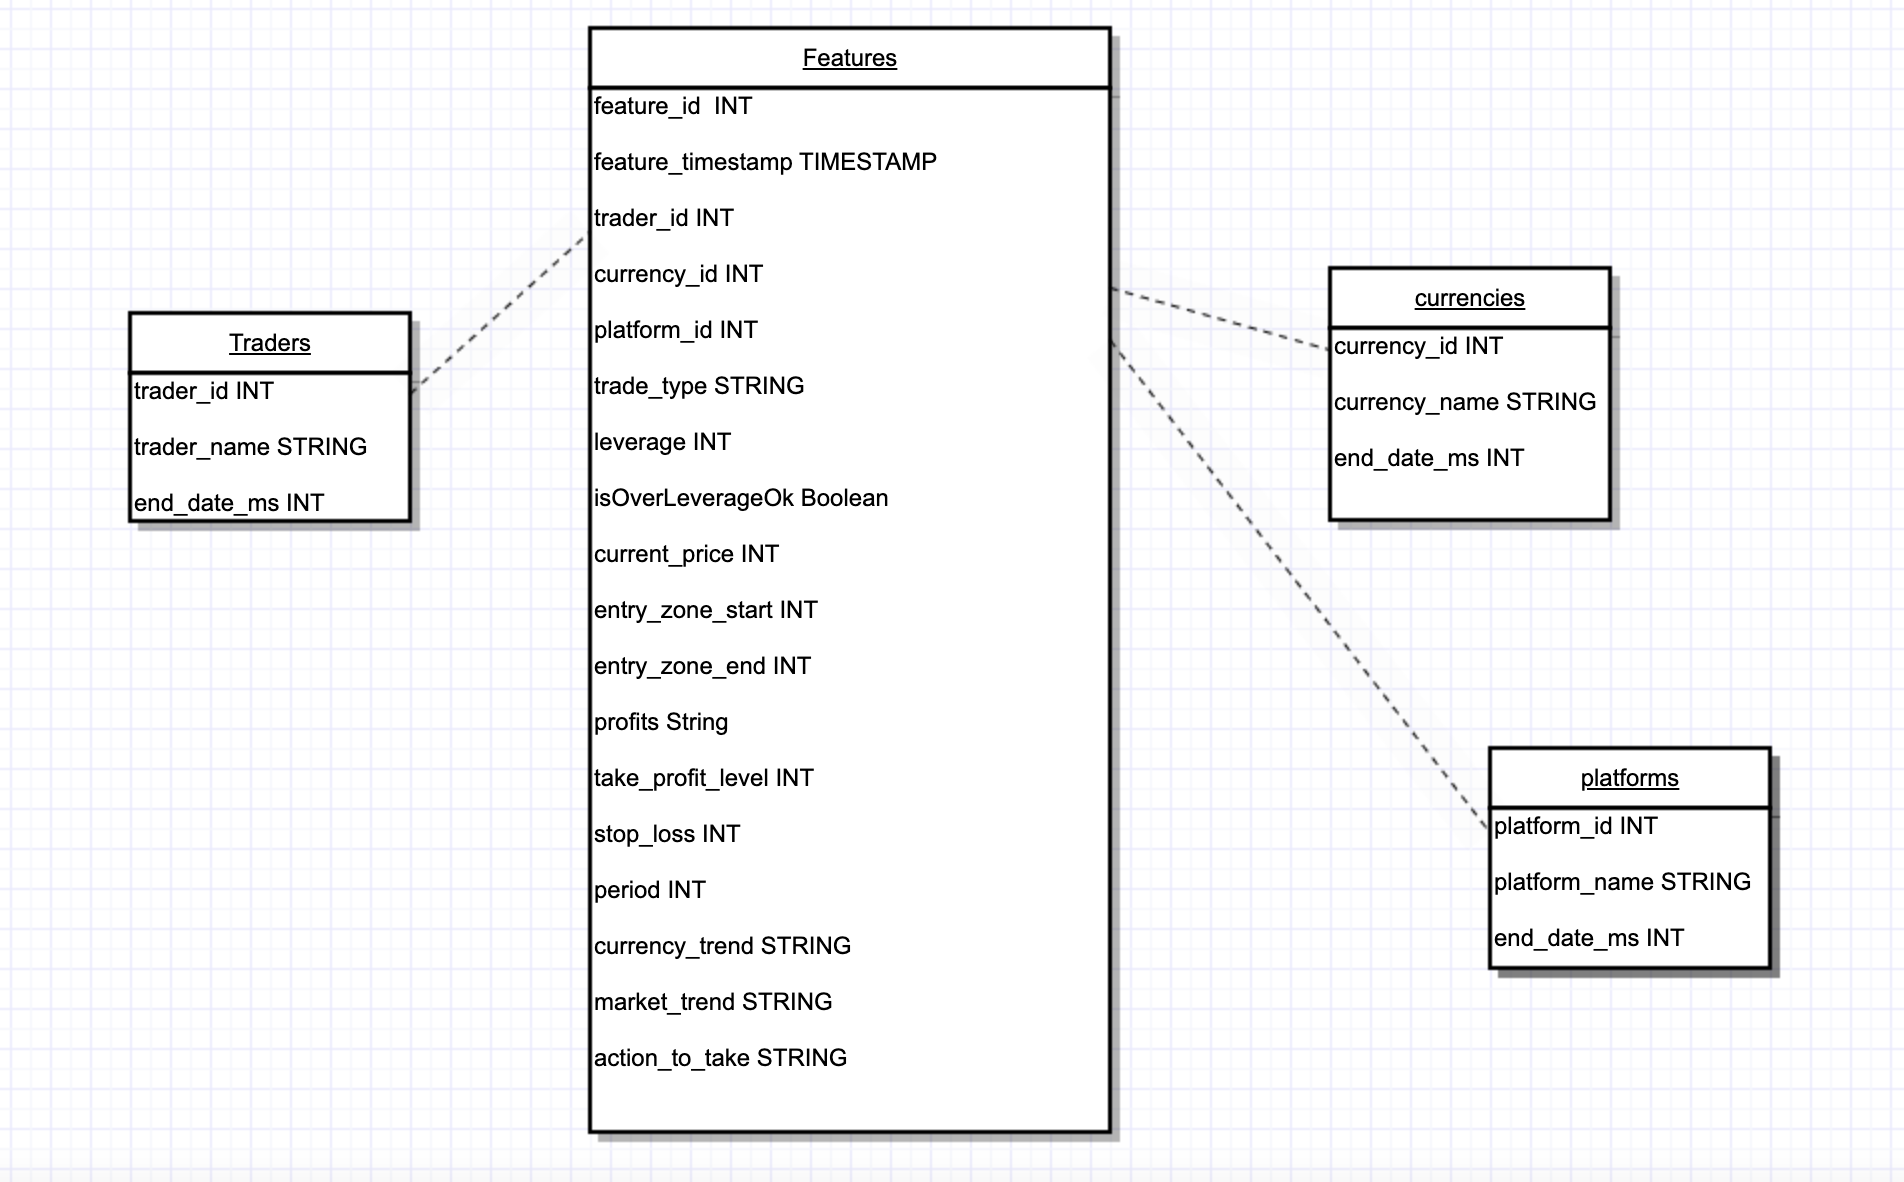 Features
feature_id  INT
feature_timestamp TIMESTAMP
trader_id INT
currency_id INT
platform_id INT
trade_type STRING
leverage INT
isOverLeverageOk Boolean
current_price INT
entry_zone_start INT
entry_zone_end INT
profits String
take_profit_level INT
stop_loss INT
period INT
currency_trend STRING
market_trend STRING
action_to_take STRING
Traders
trader_id INT
trader_name STRING
end_date_ms INT
currencies
currency_id INT
currency_name STRING
end_date_ms INT
platforms
platform_id INT
platform_name STRING
end_date_ms INT